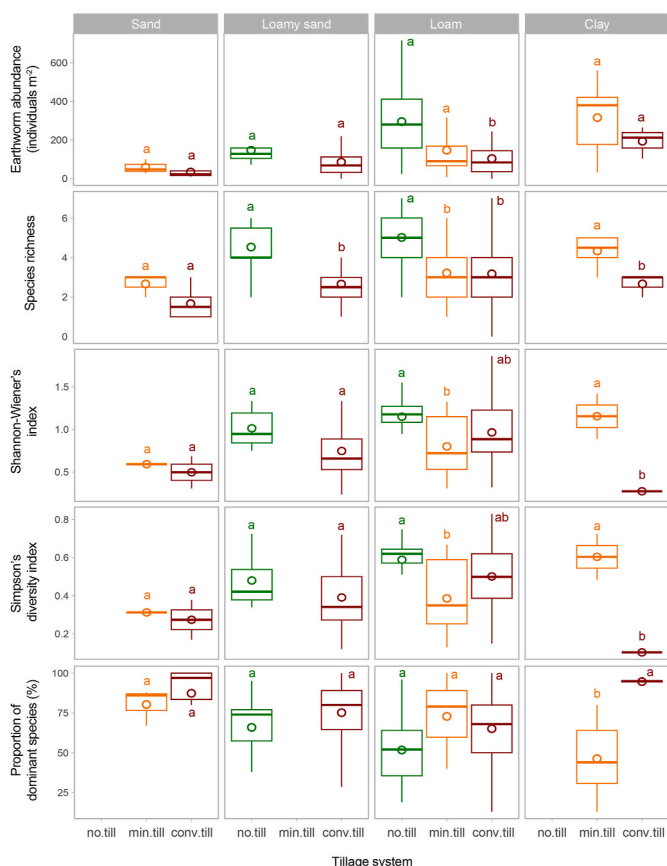 Sand Loamy sand Loam Clay
Earthworm abundance
(individuals m⁻²)
600
400
200
0
a a a a a a b a a
Species richness
6
4
2
0
a a a b a b b a b
Shannon-Wiener's
index
1.5
1.0
0.5
a a a a a b ab a b
Simpson's
diversity index
0.8
0.6
0.4
0.2
a a a a a b ab a b
Proportion of
dominant species (%)
100
75
50
25
a a a a a a a b a
no.till min.till conv.till no.till min.till conv.till no.till min.till conv.till no.till min.till conv.till
Tillage system